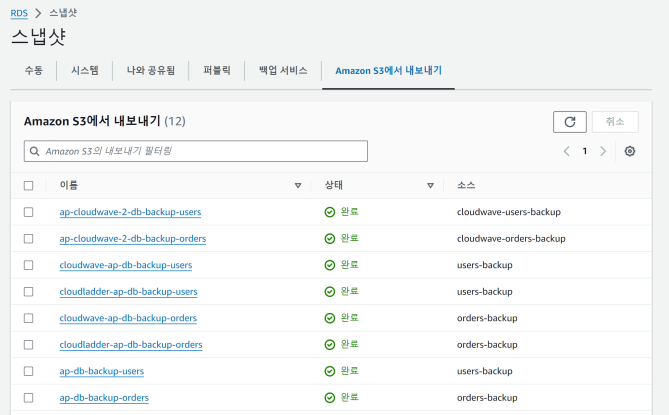 RDS > 스냅샷
스냅샷
수동 시스템 나와 공유됨 퍼블릭 백업 서비스 Amazon S3에서 내보내기
Amazon S3에서 내보내기 (12) 취소
Amazon S3의 내보내기 필터링 < 1 >
이름 상태 소스
ap-cloudwave-2-db-backup-users 완료 cloudwave-users-backup
ap-cloudwave-2-db-backup-orders 완료 cloudwave-orders-backup
cloudwave-ap-db-backup-users 완료 users-backup
cloudladder-ap-db-backup-users 완료 users-backup
cloudwave-ap-db-backup-orders 완료 orders-backup
cloudladder-ap-db-backup-orders 완료 orders-backup
ap-db-backup-users 완료 users-backup
ap-db-backup-orders 완료 orders-backup